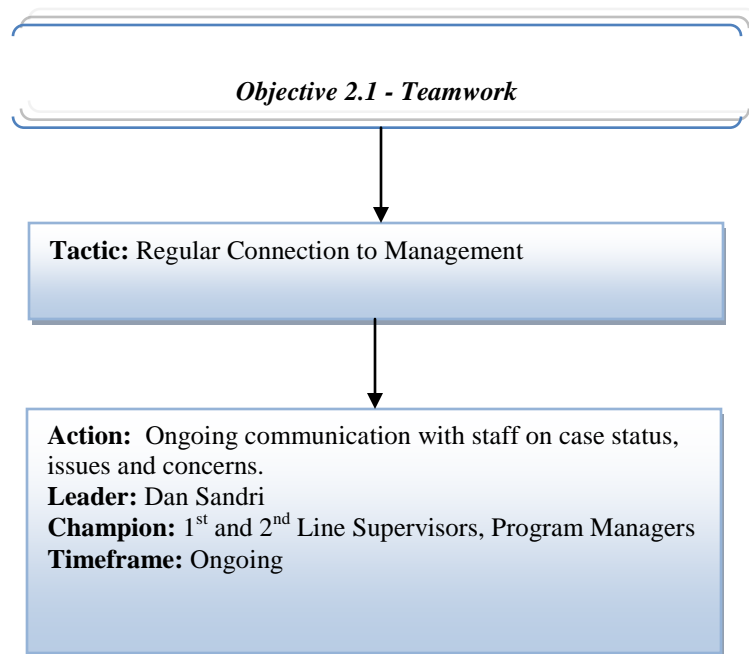 Objective 2.1 - Teamwork
Tactic: Regular Connection to Management
Action:  Ongoing communication with staff on case status,
issues and concerns.
Leader: Dan Sandri
Champion: 1st and 2nd Line Supervisors, Program Managers
Timeframe: Ongoing